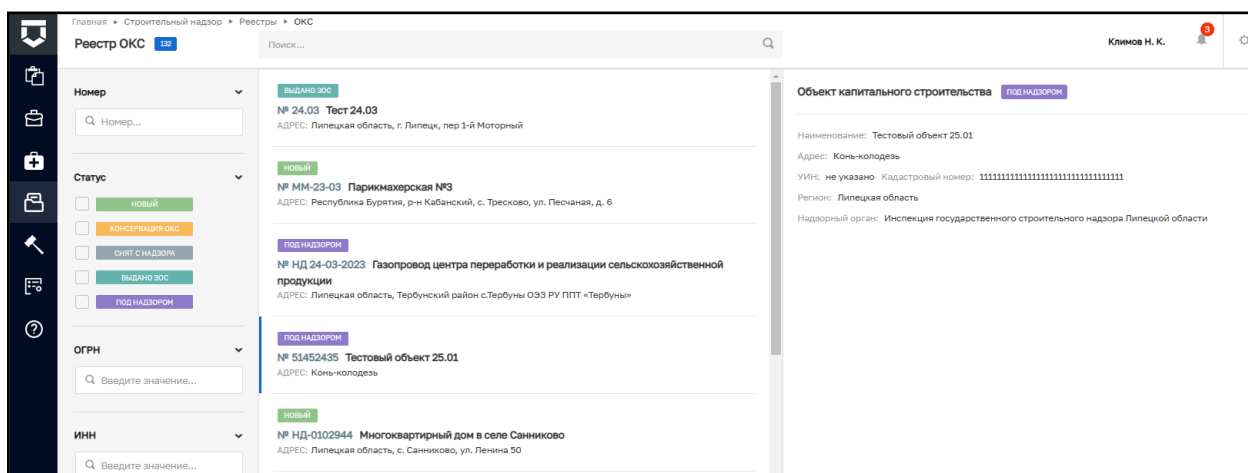 Главная ▸ Строительный надзор ▸ Реестры ▸ ОКС
Реестр ОКС 132
Поиск...
Климов Н. К.
3
Номер
Номер...
Статус
НОВЫЙ
КОНСЕРВАЦИЯ ОКС
СНЯТ С НАДЗОРА
ВЫДАНО ЗОС
ПОД НАДЗОРОМ
ОГРН
Введите значение...
ИНН
Введите значение...
ВЫДАНО ЗОС
№ 24.03 Тест 24.03
АДРЕС: Липецкая область, г. Липецк, пер 1-й Моторный
НОВЫЙ
№ ММ-23-03 Парикмахерская №3
АДРЕС: Республика Бурятия, р-н Кабанский, с. Тресково, ул. Песчаная, д. 6
ПОД НАДЗОРОМ
№ НД 24-03-2023 Газопровод центра переработки и реализации сельскохозяйственной
продукции
АДРЕС: Липецкая область, Тербунский район с.Тербуны ОЭЗ РУ ППТ «Тербуны»
ПОД НАДЗОРОМ
№ 51452435 Тестовый объект 25.01
АДРЕС: Конь-колодезь
НОВЫЙ
№ НД-0102944 Многоквартирный дом в селе Санниково
АДРЕС: Липецкая область, с. Санниково, ул. Ленина 50
Объект капитального строительства ПОД НАДЗОРОМ
Наименование: Тестовый объект 25.01
Адрес: Конь-колодезь
УИН: не указано Кадастровый номер: 11111111111111111111111111111111
Регион: Липецкая область
Надзорный орган: Инспекция государственного строительного надзора Липецкой области